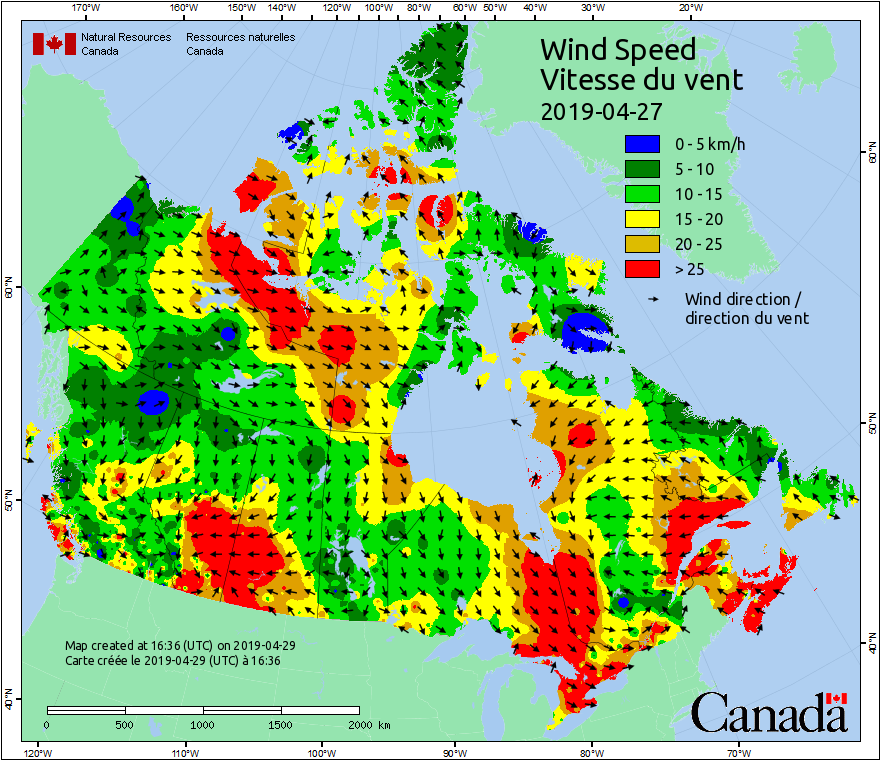 170°W 160°W 150°W 140°W 120°W 100°W 80°W 60°W 50°W 40°W 30°W 20°W
Natural Resources Ressources naturelles
Canada Canada
Wind Speed
Vitesse du vent
2019-04-27
0 - 5 km/h
5 - 10
10 - 15
15 - 20
20 - 25
> 25
Wind direction /
direction du vent
60°N
60°N
50°N
50°N
40°N
40°N
Map created at 16:36 (UTC) on 2019-04-29
Carte créée le 2019-04-29 (UTC) à 16:36
0 500 1000 1500 2000 km
Canada
120°W 110°W 100°W 90°W 80°W 70°W